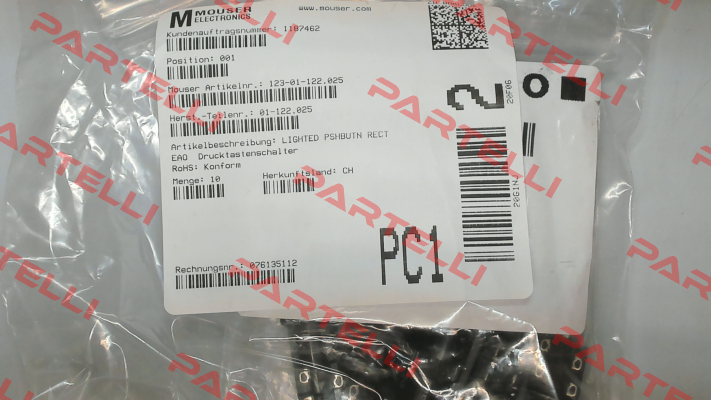 MOUSER ELECTRONICS
www.mouser.com
Kundenauftragsnummer: 1187462
Position: 001
Mouser Artikelnr.: 123-01-122.025
Herst.-Teilenr.: 01-122.025
Artikelbeschreibung: LIGHTED PSHBUTN RECT
EAO Drucktastenschalter
RoHS: Konform
Menge: 10
Herkunftsland: CH
Rechnungsnr.: 076135112
PC1
2
20F06
PARTELLI
PARTELLI
PARTELLI
PARTELLI
PARTELLI
PARTELLI
PARTELLI
PARTELLI
PARTELLI